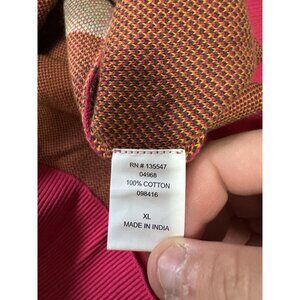 RN # 135547
04968
100% COTTON
098416
XL
MADE IN INDIA